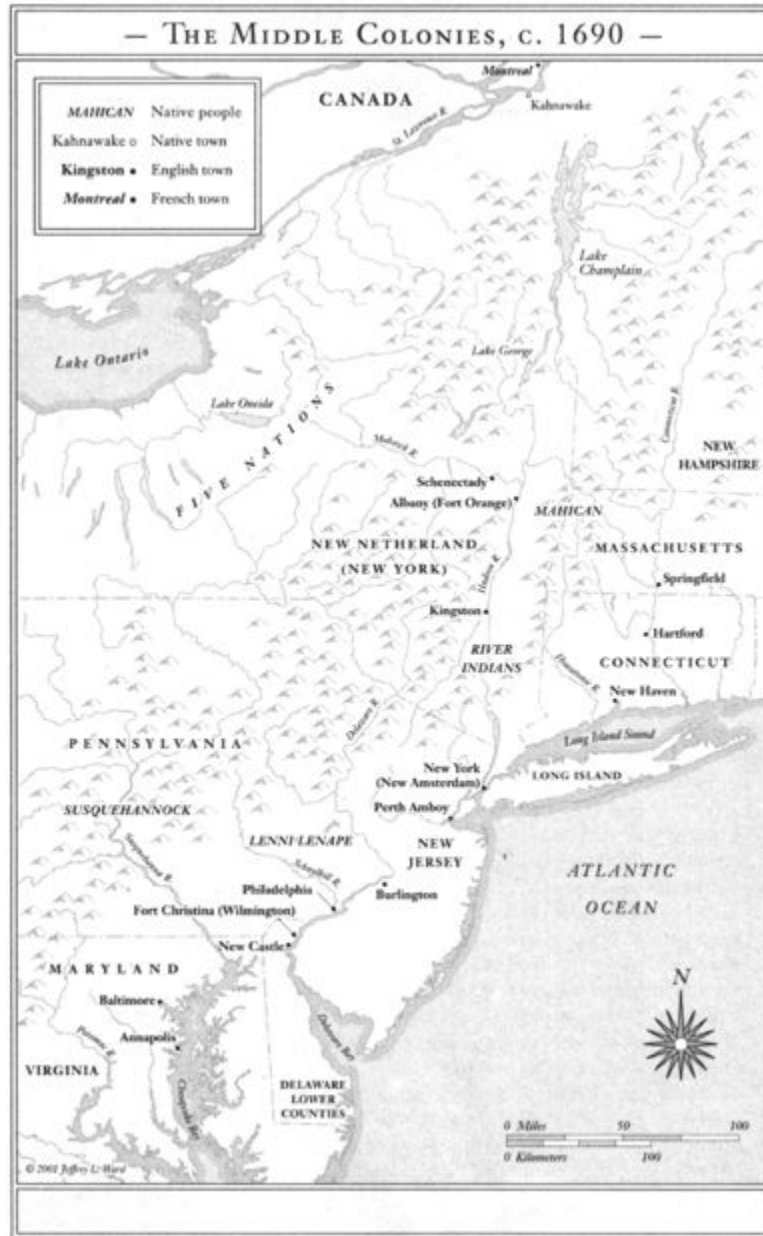 — THE MIDDLE COLONIES, C. 1690 —
MAHICAN Native people
Kahnawake Native town
Kingston • English town
Montreal • French town
Montreal
CANADA
Kahnawake
St. Lawrence R.
Lake Champlain
Lake Ontario
Lake George
Lake Oneida
FIVE NATIONS
Connecticut R.
Mohawk R.
NEW
HAMPSHIRE
Schenectady
Albany (Fort Orange)
MAHICAN
NEW NETHERLAND
(NEW YORK)
MASSACHUSETTS
Hudson R.
Springfield
Kingston
Hartford
RIVER
INDIANS
CONNECTICUT
Housatonic R.
New Haven
Delaware R.
PENNSYLVANIA
Long Island Sound
New York
(New Amsterdam)
LONG ISLAND
SUSQUEHANNOCK
Perth Amboy
LENNI-LENAPE
NEW
JERSEY
Susquehanna R.
Schuylkill R.
ATLANTIC
OCEAN
Philadelphia
Burlington
Fort Christina (Wilmington)
New Castle
MARYLAND
N
Baltimore
Annapolis
Delaware Bay
Potomac R.
VIRGINIA
Chesapeake Bay
DELAWARE
LOWER
COUNTIES
0 Miles 50 100
0 Kilometers 100
© 2001 Jeffrey L. Ward